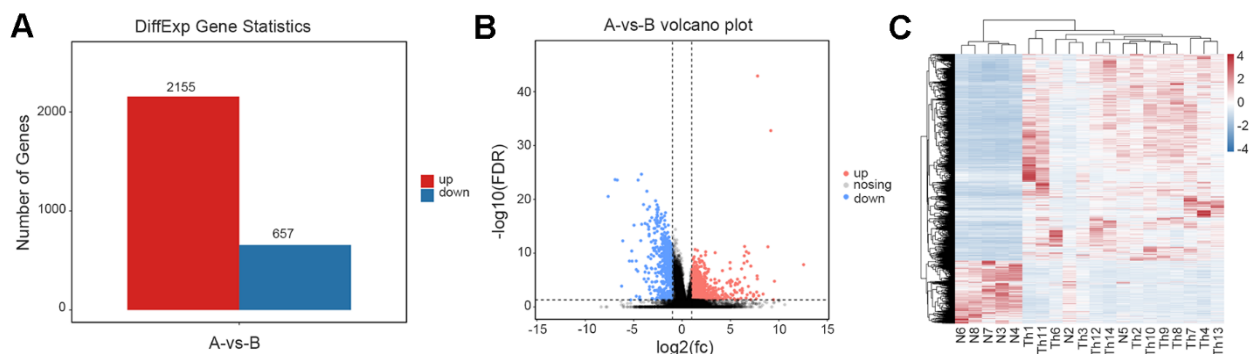 A
DiffExp Gene Statistics
Number of Genes
2000
1000
0
2155
657
A-vs-B
up
down
B
A-vs-B volcano plot
-log10(FDR)
40
30
20
10
0
-15
-10
-5
0
5
10
15
log2(fc)
up
nosing
down
C
4
2
0
-2
-4
N6
N8
N7
N3
N4
Th1
Th11
Th6
N2
Th3
Th12
Th14
N5
Th2
Th10
Th9
Th8
Th7
Th4
Th13